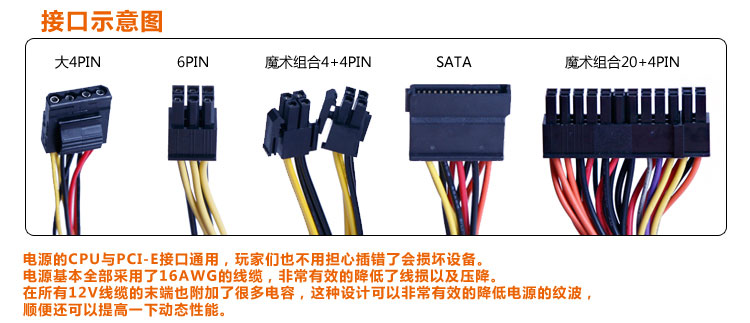 接口示意图
大4PIN
6PIN
魔术组合4+4PIN
SATA
魔术组合20+4PIN
电源的CPU与PCI-E接口通用，玩家们也不用担心插错了会损坏设备。
电源基本全部采用了16AWG的线缆，非常有效的降低了线损以及压降。
在所有12V线缆的末端也附加了很多电容，这种设计可以非常有效的降低电源的纹波，
顺便还可以提高一下动态性能。